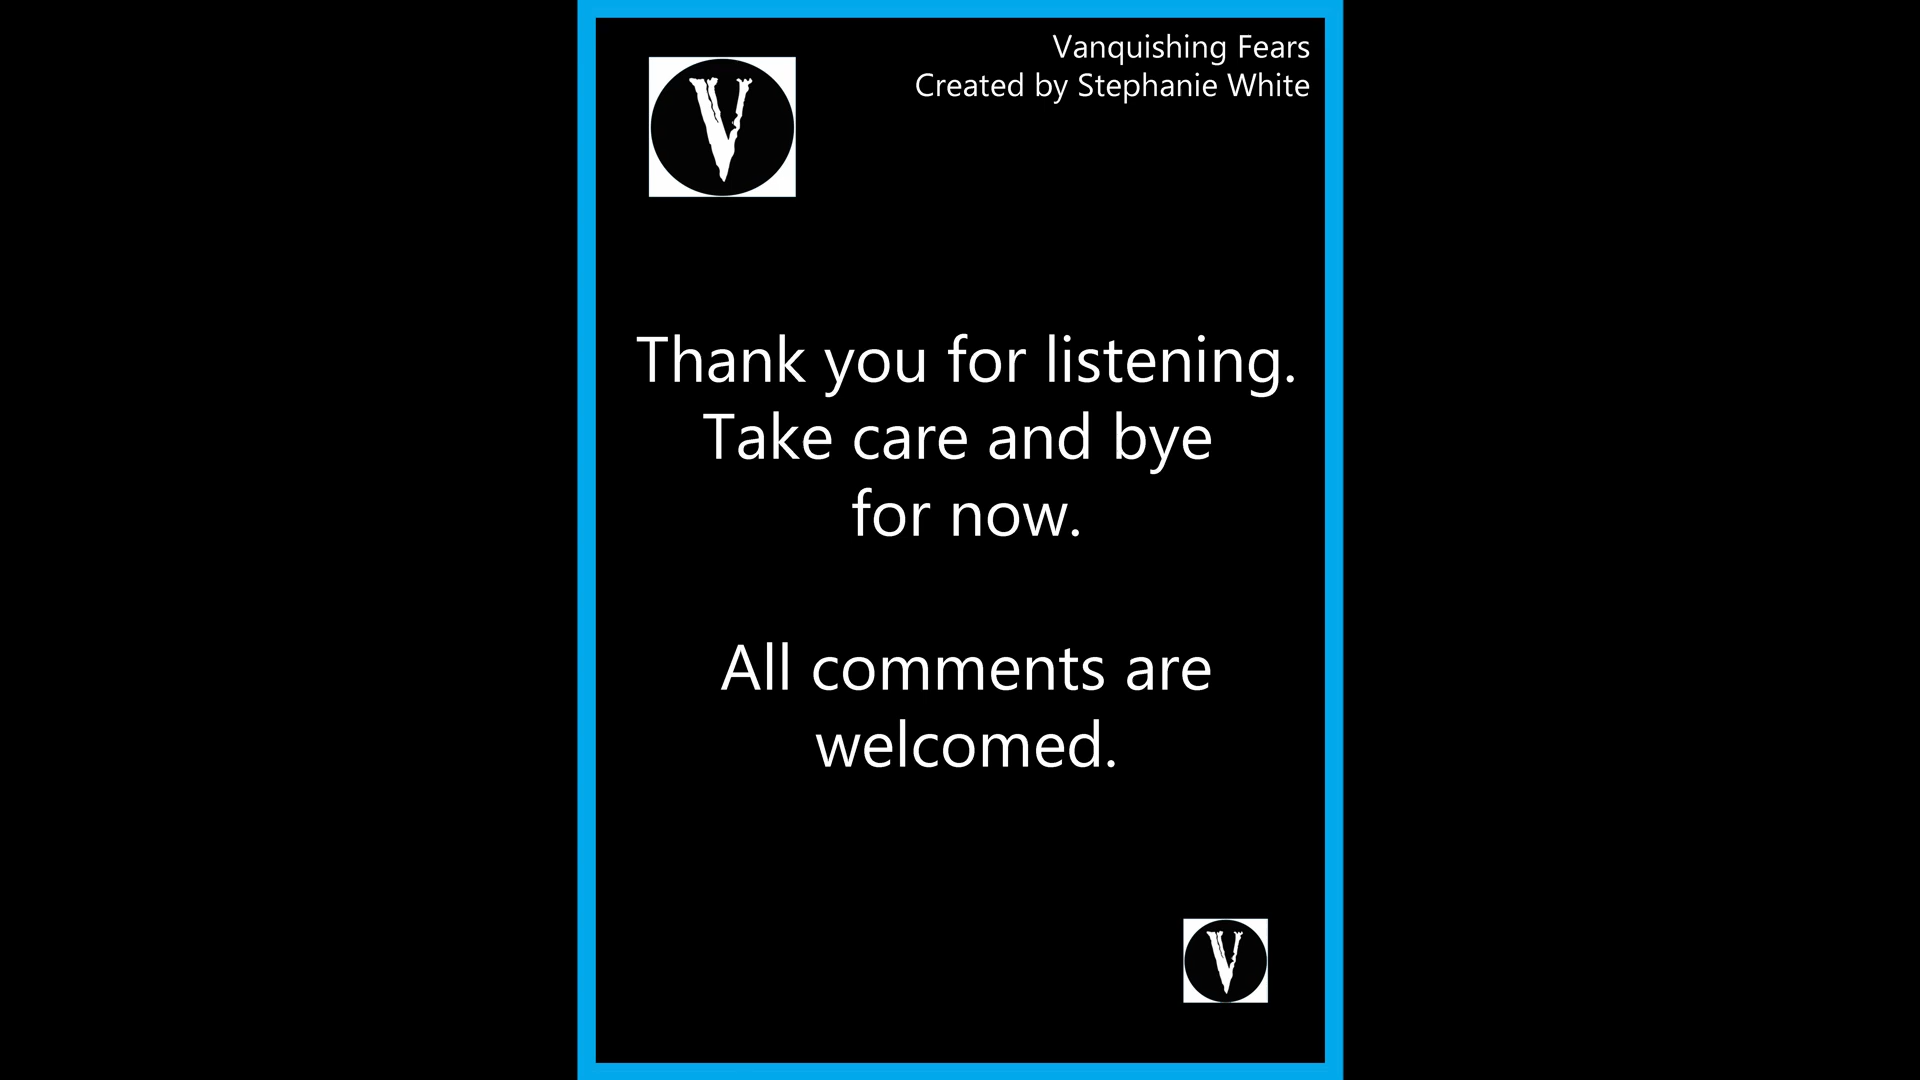 V
Vanquishing Fears
Created by Stephanie White
Thank you for listening.
Take care and bye
for now.
All comments are
welcomed.
V